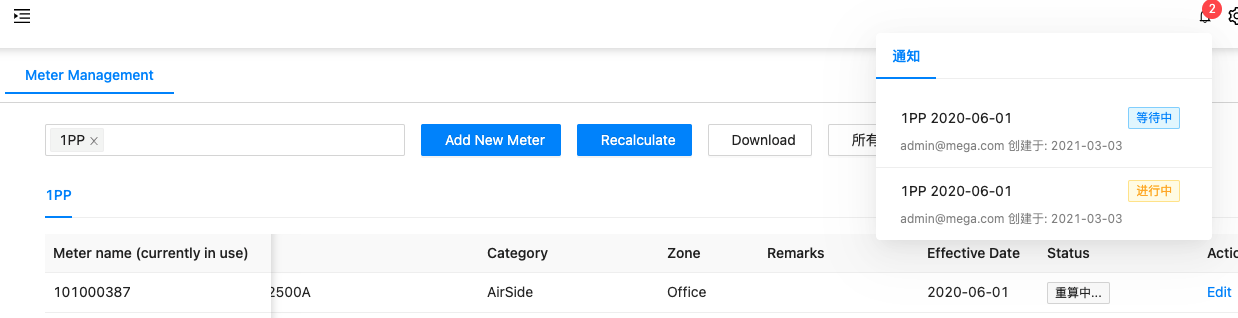 2
通知
Meter Management
1PP 2020-06-01 等待中
admin@mega.com 创建于: 2021-03-03
1PP Add New Meter Recalculate Download 所有
1PP 2020-06-01 进行中
admin@mega.com 创建于: 2021-03-03
1PP
Meter name (currently in use) Category Zone Remarks Effective Date Status Actio
101000387 2500A AirSide Office 2020-06-01 重算中... Edit